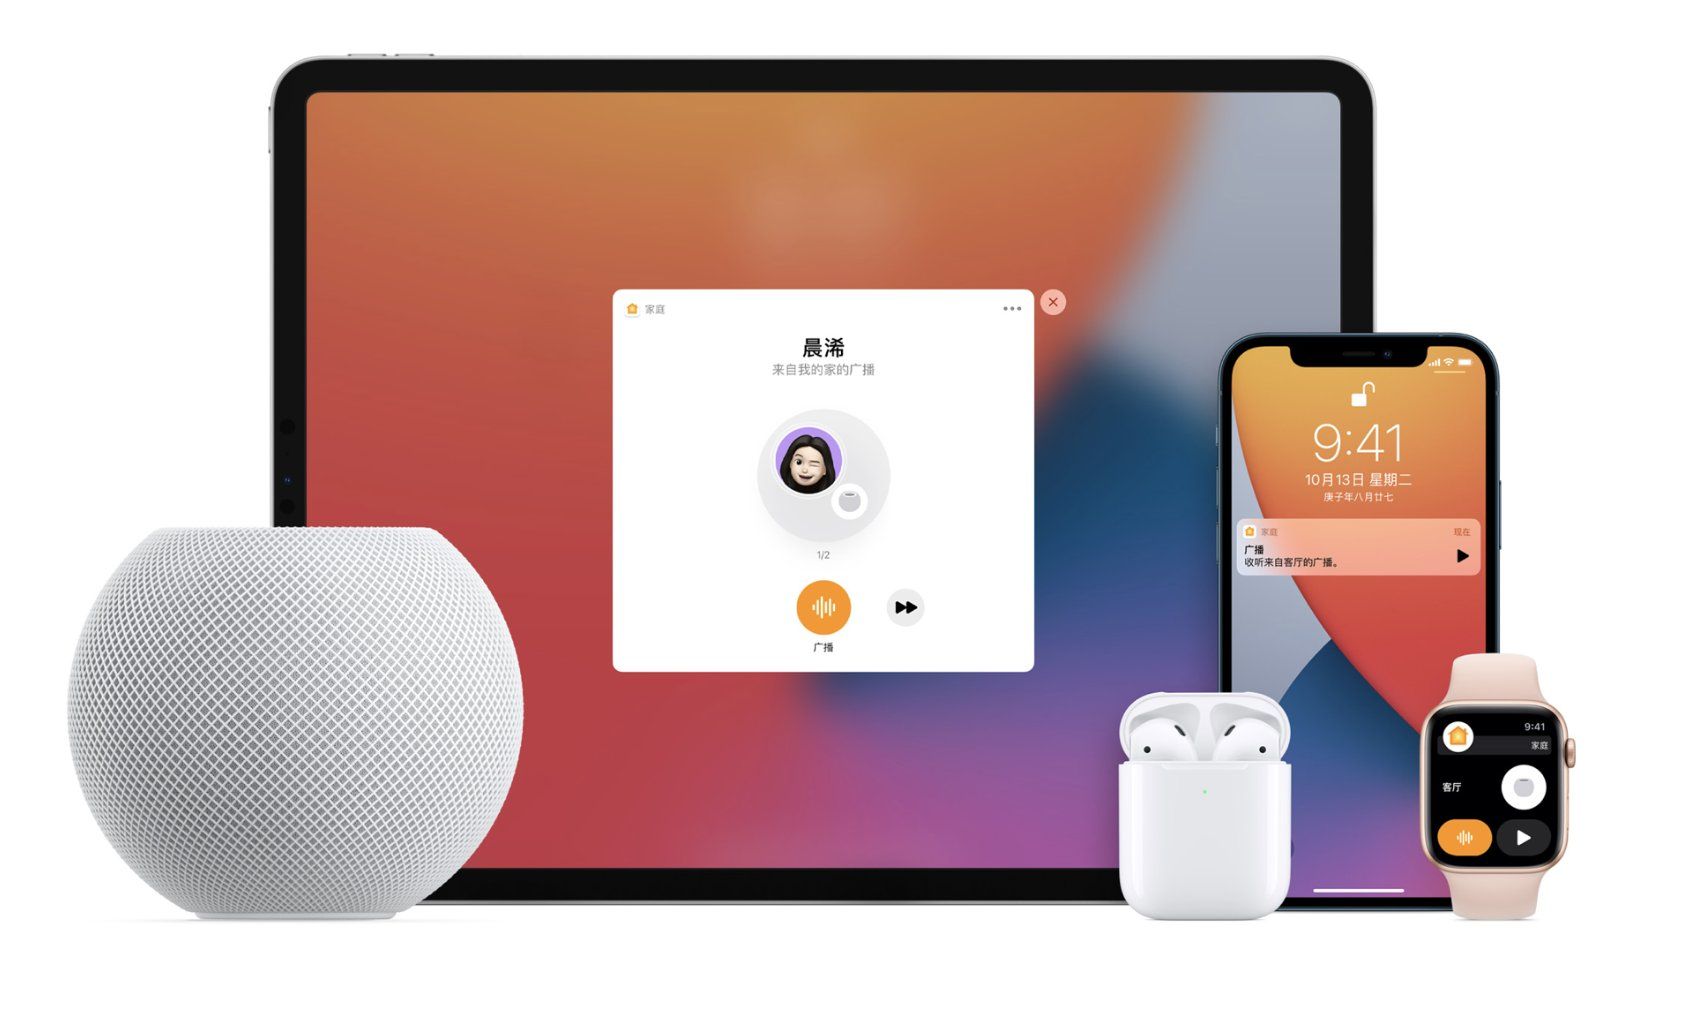 家庭
晨浠
来自我的家的广播
1/2
广播
9:41
10月13日 星期二
庚子年八月廿七
家庭
现在
广播
收听来自客厅的广播。
9:41
家庭
客厅